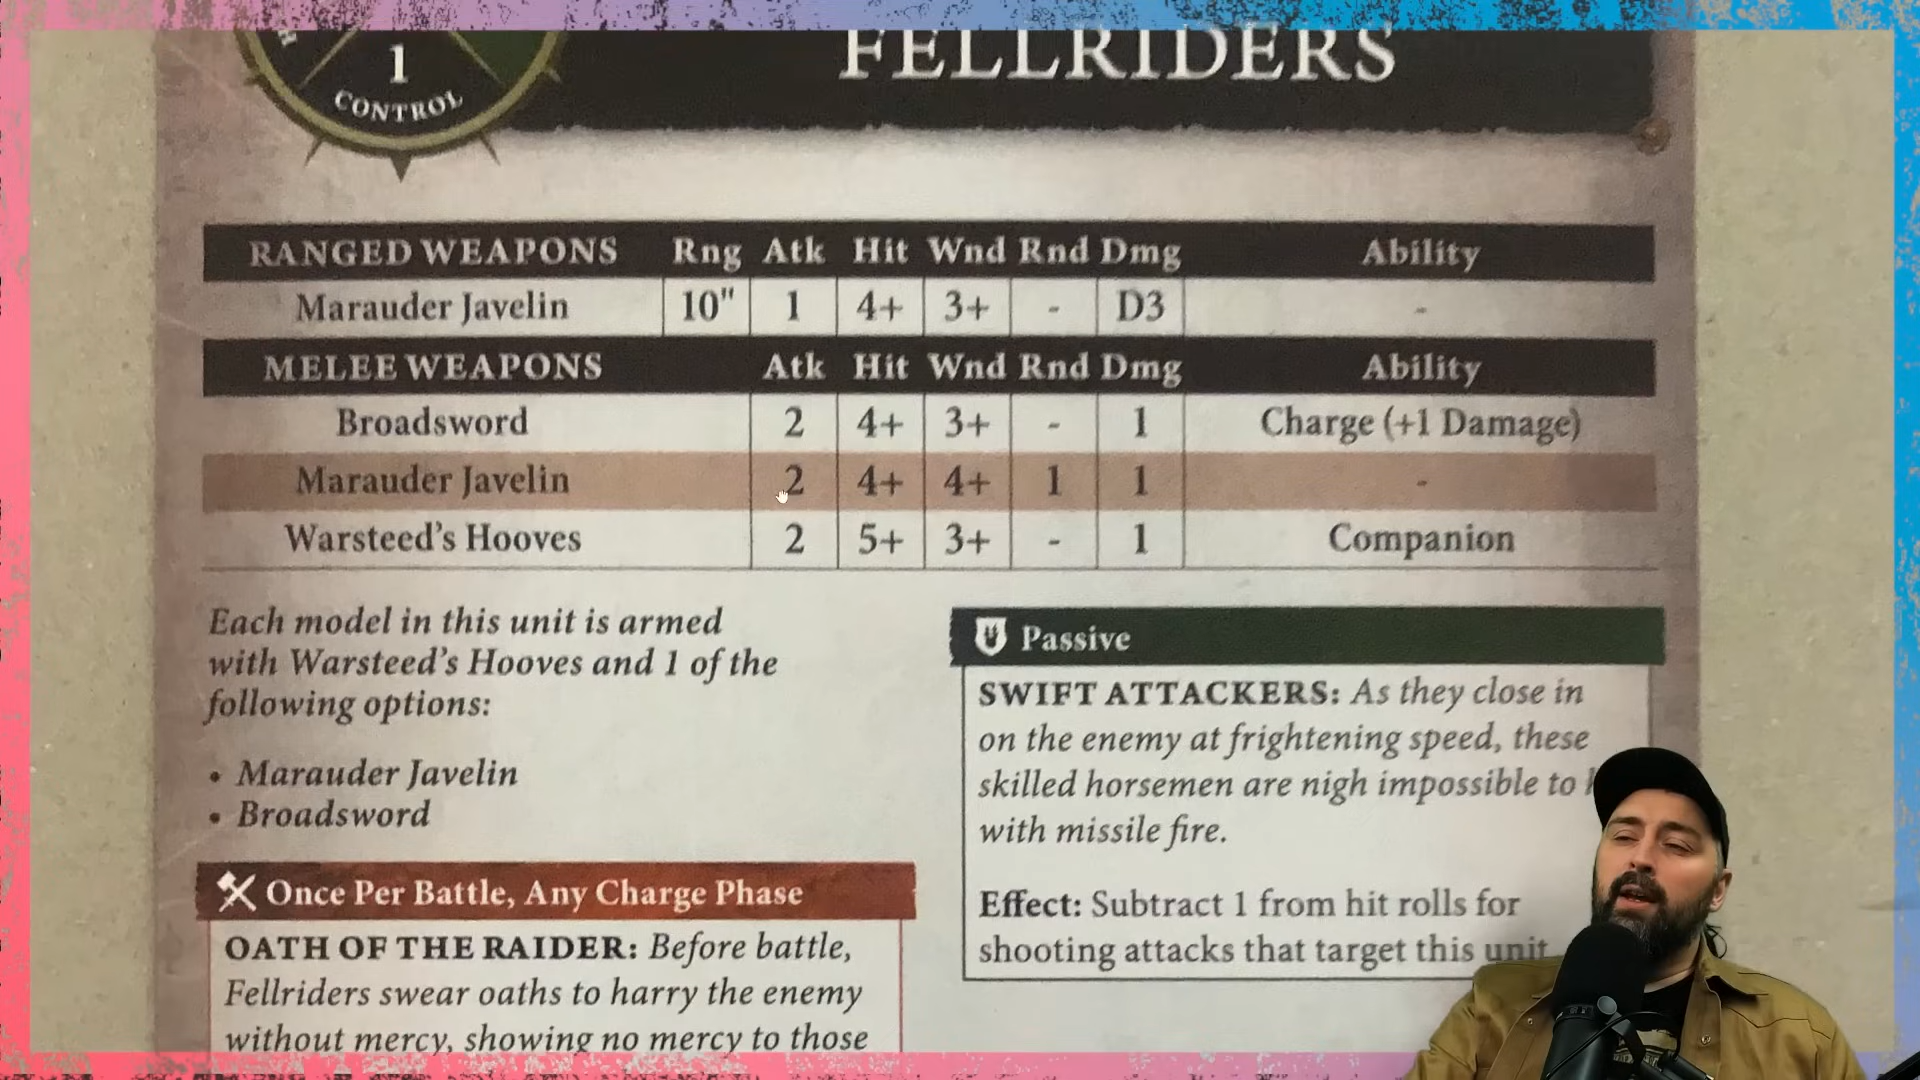 1
CONTROL
FELLRIDERS
RANGED WEAPONS Rng Atk Hit Wnd Rnd Dmg Ability
Marauder Javelin 10" 1 4+ 3+ - D3 -
MELEE WEAPONS Atk Hit Wnd Rnd Dmg Ability
Broadsword 2 4+ 3+ - 1 Charge (+1 Damage)
Marauder Javelin 2 4+ 4+ 1 1 -
Warsteed's Hooves 2 5+ 3+ - 1 Companion
Each model in this unit is armed
with Warsteed's Hooves and 1 of the
following options:
• Marauder Javelin
• Broadsword
Once Per Battle, Any Charge Phase
OATH OF THE RAIDER: Before battle,
Fellriders swear oaths to harry the enemy
without mercy, showing no mercy to those
Passive
SWIFT ATTACKERS: As they close in
on the enemy at frightening speed, these
skilled horsemen are nigh impossible to
with missile fire.
Effect: Subtract 1 from hit rolls for
shooting attacks that target this unit